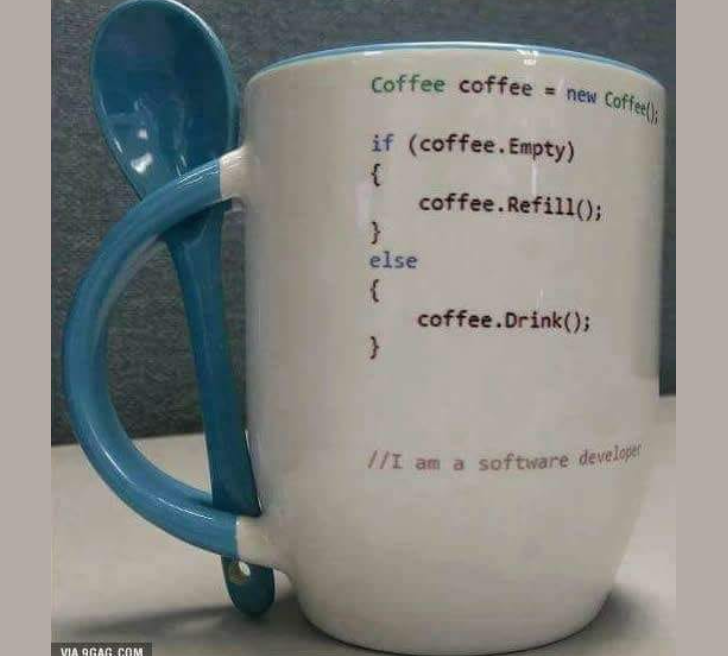 Coffee coffee = new Coffee();
if (coffee.Empty)
{
coffee.Refill();
}
else
{
coffee.Drink();
}
//I am a software developer
VIA 9GAG.COM